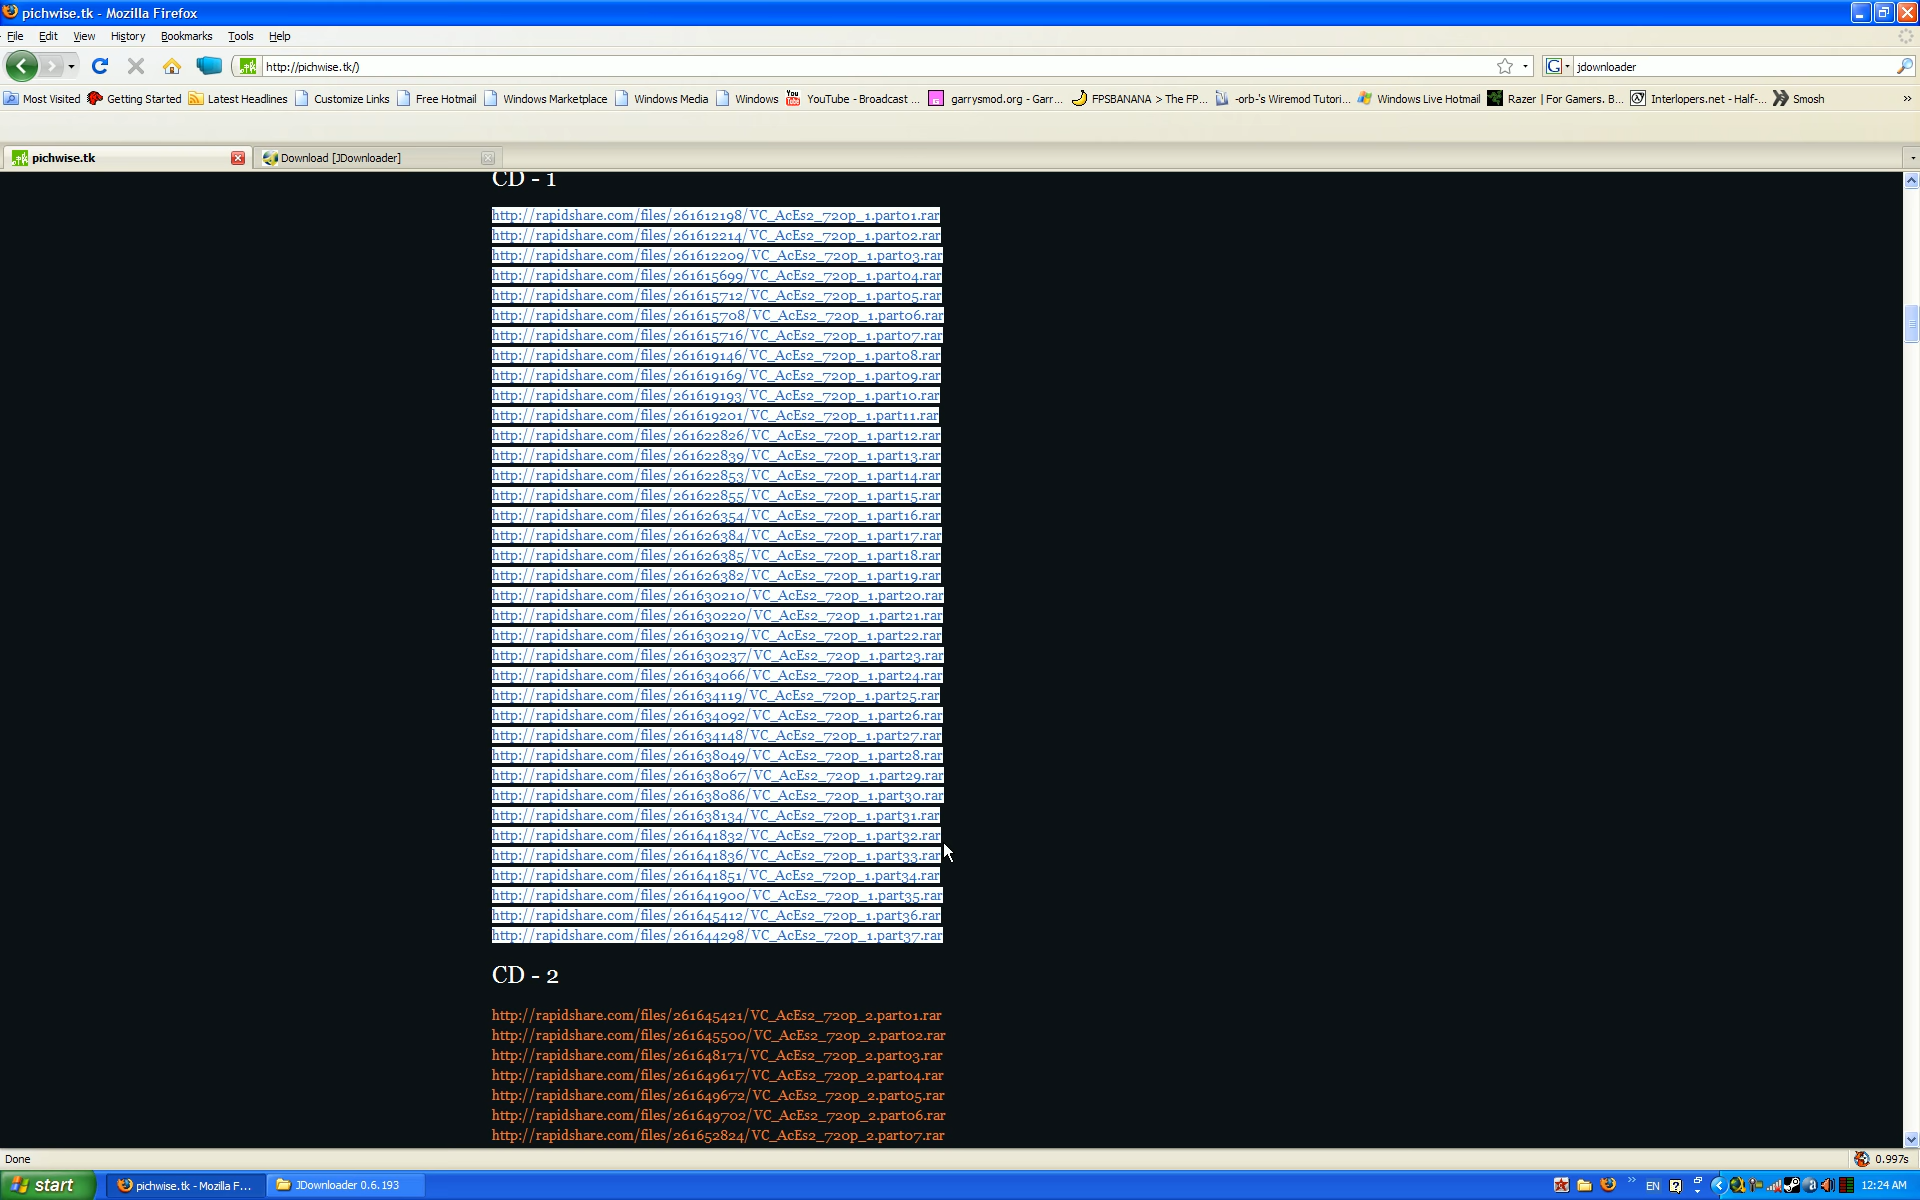 pichwise.tk - Mozilla Firefox
File Edit View History Bookmarks Tools Help
http://pichwise.tk/) jdownloader
Most Visited Getting Started Latest Headlines Customize Links Free Hotmail Windows Marketplace Windows Media Windows YouTube - Broadcast ... garrysmod.org - Garr... FPSBANANA > The FP... -orb-'s Wiremod Tutori... Windows Live Hotmail Razer | For Gamers. B... Interlopers.net - Half-... Smosh »
pichwise.tk Download [JDownloader]
CD - 1
http://rapidshare.com/files/261612198/VC_AcEs2_720p_1.part01.rar
http://rapidshare.com/files/261612214/VC_AcEs2_720p_1.part02.rar
http://rapidshare.com/files/261612209/VC_AcEs2_720p_1.part03.rar
http://rapidshare.com/files/261615699/VC_AcEs2_720p_1.part04.rar
http://rapidshare.com/files/261615712/VC_AcEs2_720p_1.part05.rar
http://rapidshare.com/files/261615708/VC_AcEs2_720p_1.part06.rar
http://rapidshare.com/files/261615716/VC_AcEs2_720p_1.part07.rar
http://rapidshare.com/files/261619146/VC_AcEs2_720p_1.part08.rar
http://rapidshare.com/files/261619169/VC_AcEs2_720p_1.part09.rar
http://rapidshare.com/files/261619193/VC_AcEs2_720p_1.part10.rar
http://rapidshare.com/files/261619201/VC_AcEs2_720p_1.part11.rar
http://rapidshare.com/files/261622826/VC_AcEs2_720p_1.part12.rar
http://rapidshare.com/files/261622839/VC_AcEs2_720p_1.part13.rar
http://rapidshare.com/files/261622853/VC_AcEs2_720p_1.part14.rar
http://rapidshare.com/files/261622855/VC_AcEs2_720p_1.part15.rar
http://rapidshare.com/files/261626354/VC_AcEs2_720p_1.part16.rar
http://rapidshare.com/files/261626384/VC_AcEs2_720p_1.part17.rar
http://rapidshare.com/files/261626385/VC_AcEs2_720p_1.part18.rar
http://rapidshare.com/files/261626382/VC_AcEs2_720p_1.part19.rar
http://rapidshare.com/files/261630210/VC_AcEs2_720p_1.part20.rar
http://rapidshare.com/files/261630220/VC_AcEs2_720p_1.part21.rar
http://rapidshare.com/files/261630219/VC_AcEs2_720p_1.part22.rar
http://rapidshare.com/files/261630237/VC_AcEs2_720p_1.part23.rar
http://rapidshare.com/files/261634066/VC_AcEs2_720p_1.part24.rar
http://rapidshare.com/files/261634119/VC_AcEs2_720p_1.part25.rar
http://rapidshare.com/files/261634092/VC_AcEs2_720p_1.part26.rar
http://rapidshare.com/files/261634148/VC_AcEs2_720p_1.part27.rar
http://rapidshare.com/files/261638049/VC_AcEs2_720p_1.part28.rar
http://rapidshare.com/files/261638067/VC_AcEs2_720p_1.part29.rar
http://rapidshare.com/files/261638086/VC_AcEs2_720p_1.part30.rar
http://rapidshare.com/files/261638134/VC_AcEs2_720p_1.part31.rar
http://rapidshare.com/files/261641832/VC_AcEs2_720p_1.part32.rar
http://rapidshare.com/files/261641836/VC_AcEs2_720p_1.part33.rar
http://rapidshare.com/files/261641851/VC_AcEs2_720p_1.part34.rar
http://rapidshare.com/files/261641900/VC_AcEs2_720p_1.part35.rar
http://rapidshare.com/files/261645412/VC_AcEs2_720p_1.part36.rar
http://rapidshare.com/files/261644298/VC_AcEs2_720p_1.part37.rar
CD - 2
http://rapidshare.com/files/261645421/VC_AcEs2_720p_2.part01.rar
http://rapidshare.com/files/261645500/VC_AcEs2_720p_2.part02.rar
http://rapidshare.com/files/261648171/VC_AcEs2_720p_2.part03.rar
http://rapidshare.com/files/261649617/VC_AcEs2_720p_2.part04.rar
http://rapidshare.com/files/261649672/VC_AcEs2_720p_2.part05.rar
http://rapidshare.com/files/261649702/VC_AcEs2_720p_2.part06.rar
http://rapidshare.com/files/261652824/VC_AcEs2_720p_2.part07.rar
Done 0.997s
start pichwise.tk - Mozilla F... JDownloader 0.6.193 » EN 12:24 AM